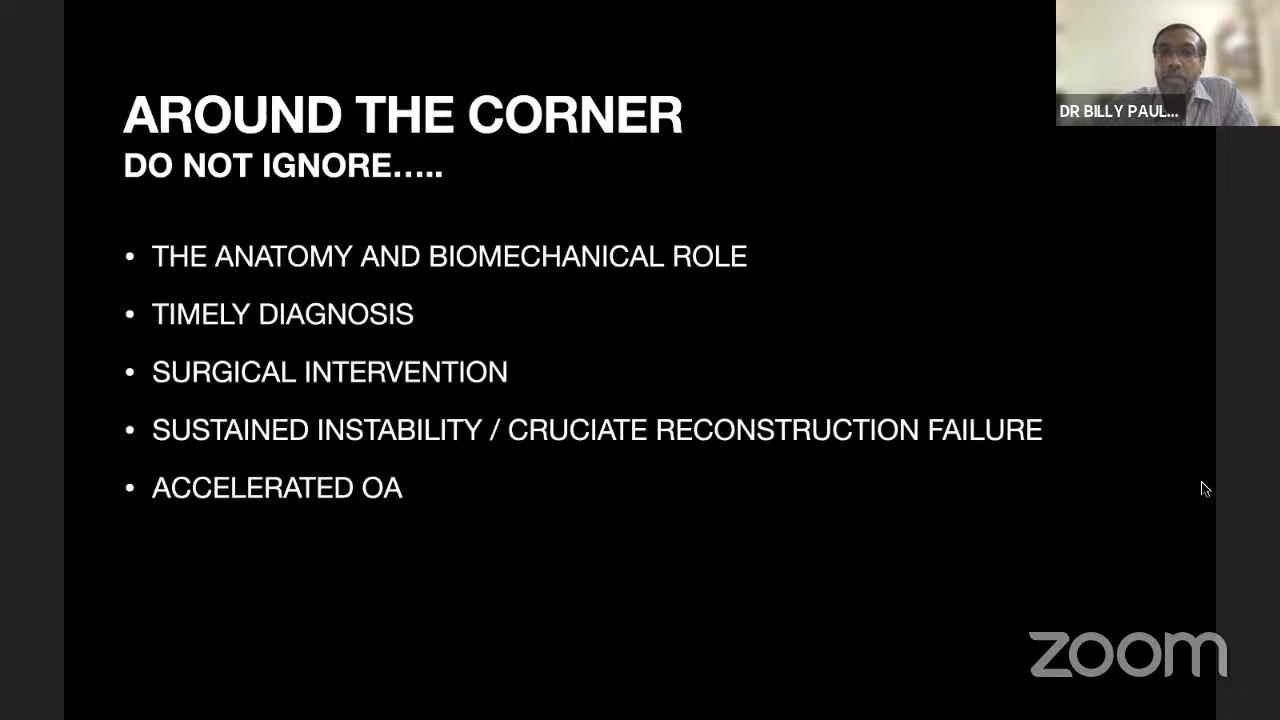 AROUND THE CORNER
DO NOT IGNORE.....
• THE ANATOMY AND BIOMECHANICAL ROLE
• TIMELY DIAGNOSIS
• SURGICAL INTERVENTION
• SUSTAINED INSTABILITY / CRUCIATE RECONSTRUCTION FAILURE
• ACCELERATED OA
DR BILLY PAUL...
zoom